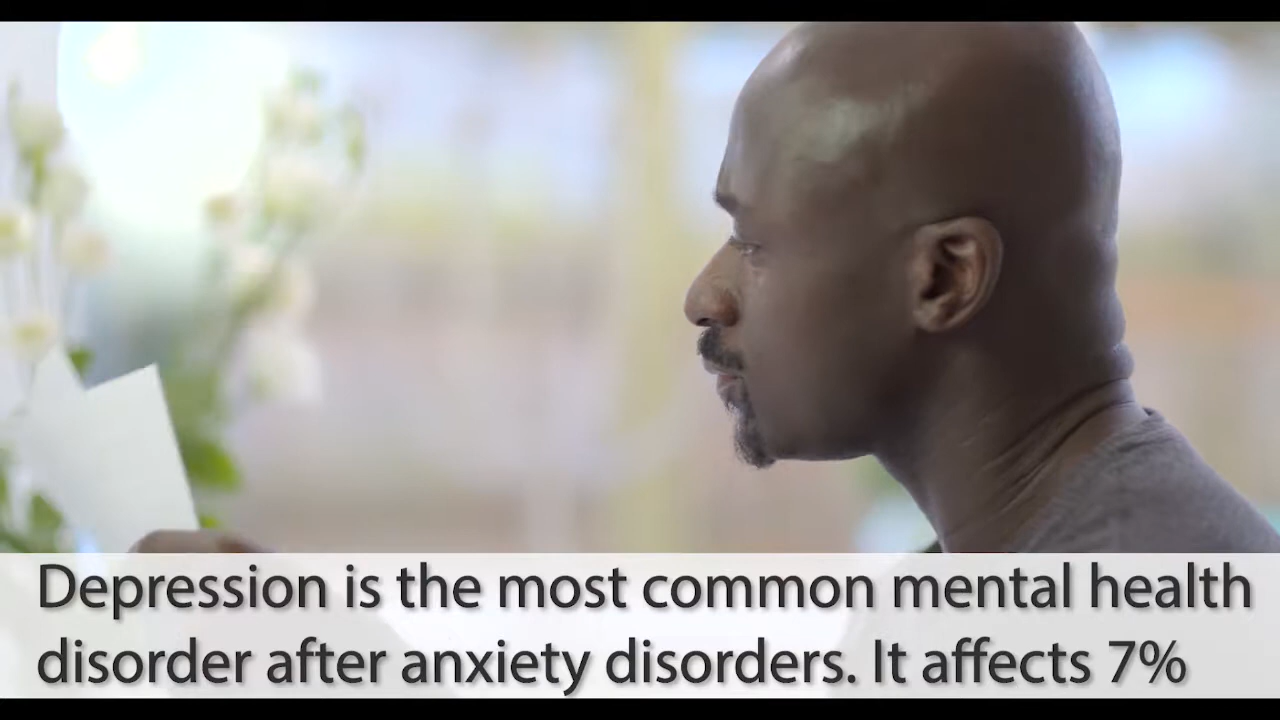 Depression is the most common mental health
disorder after anxiety disorders. It affects 7%